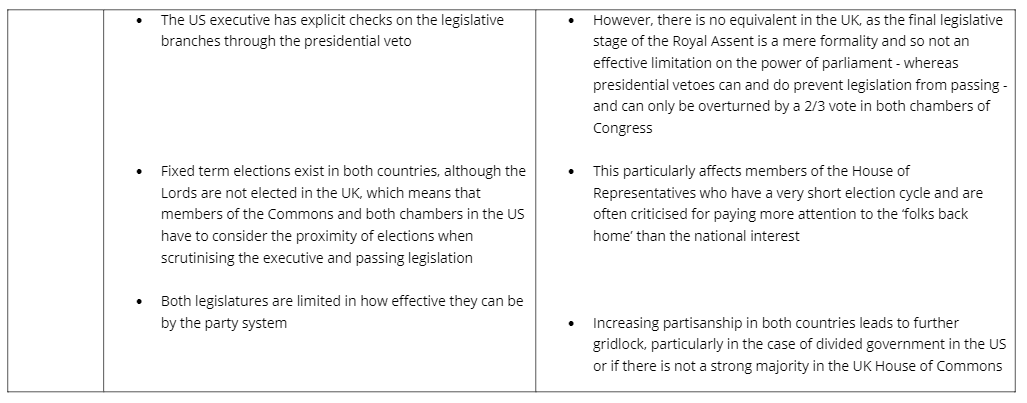 • The US executive has explicit checks on the legislative
branches through the presidential veto
• However, there is no equivalent in the UK, as the final legislative
stage of the Royal Assent is a mere formality and so not an
effective limitation on the power of parliament - whereas
presidential vetoes can and do prevent legislation from passing -
and can only be overturned by a 2/3 vote in both chambers of
Congress
• Fixed term elections exist in both countries, although the
Lords are not elected in the UK, which means that
members of the Commons and both chambers in the US
have to consider the proximity of elections when
scrutinising the executive and passing legislation
• This particularly affects members of the House of
Representatives who have a very short election cycle and are
often criticised for paying more attention to the ‘folks back
home’ than the national interest
• Both legislatures are limited in how effective they can be
by the party system
• Increasing partisanship in both countries leads to further
gridlock, particularly in the case of divided government in the US
or if there is not a strong majority in the UK House of Commons